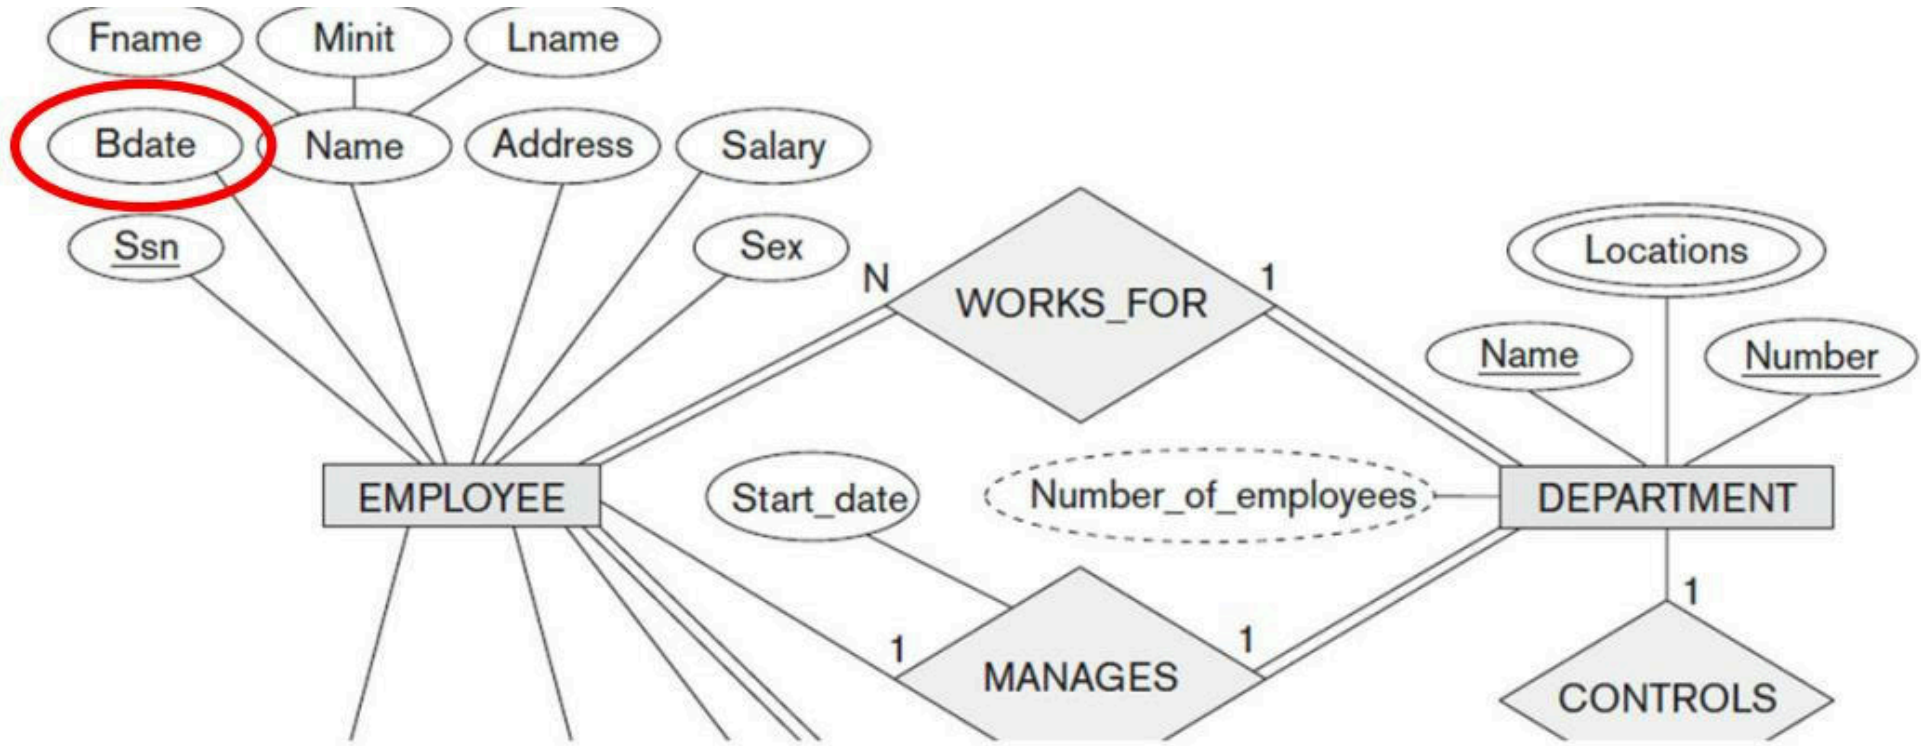 Fname Minit Lname
Bdate Name Address Salary
Ssn Sex
N WORKS_FOR 1
Locations
Name Number
EMPLOYEE Start_date Number_of_employees DEPARTMENT
1 MANAGES 1
1
CONTROLS